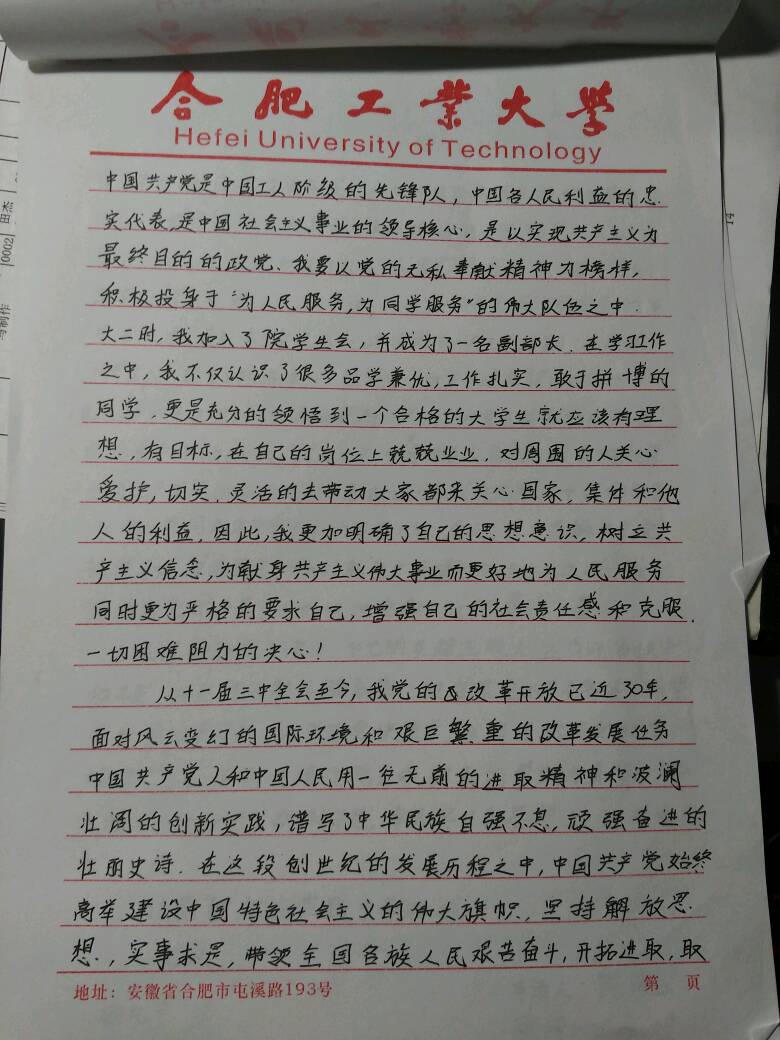 合肥工業大学
Hefei University of Technology
中国共产党是中国工人阶级的先锋队，中国各人民利益的忠
实代表，是中国社会主义事业的领导核心，是以实现共产主义为
最终目的的政党、我要以党的无私奉献精神力榜样，
积极投身于“为人民服务，为同学服务”的伟大队伍之中．
大二时，我加入了院学生会，并成为了一名副部长．在学习工作
之中，我不仅认识了很多品学兼优，工作扎实，敢于拼博的
同学．更是充分的领悟到一个合格的大学生就应该有理
想，有目标，在自己的岗位上兢兢业业．对周围的人关心
爱护，切实．灵活的去带动大家都来关心国家，集体和他
人的利益．因此，我更加明确了自己的思想意识，树立共
产主义信念，为献身共产主义伟大事业而更好地为人民服务
同时更为严格的要求自己，增强自己的社会责任感和克服．
一切困难阻力的决心！
从十一届三中全会至今，我党的改革开放已近30年，
面对风云变幻的国际环境和艰巨繁重的改革发展任务
中国共产党人和中国人民用一往无前的进取精神和波澜
壮阔的创新实践，谱写了中华民族自强不息，顽强奋进的
壮丽史诗．在这段创世纪的发展历程之中，中国共产党始终
高举建设中国特色社会主义的伟大旗帜，坚持解放思
想，实事求是，带领全国各族人民艰苦奋斗，开拓进取，取
地址：安徽省合肥市屯溪路193号 第 页